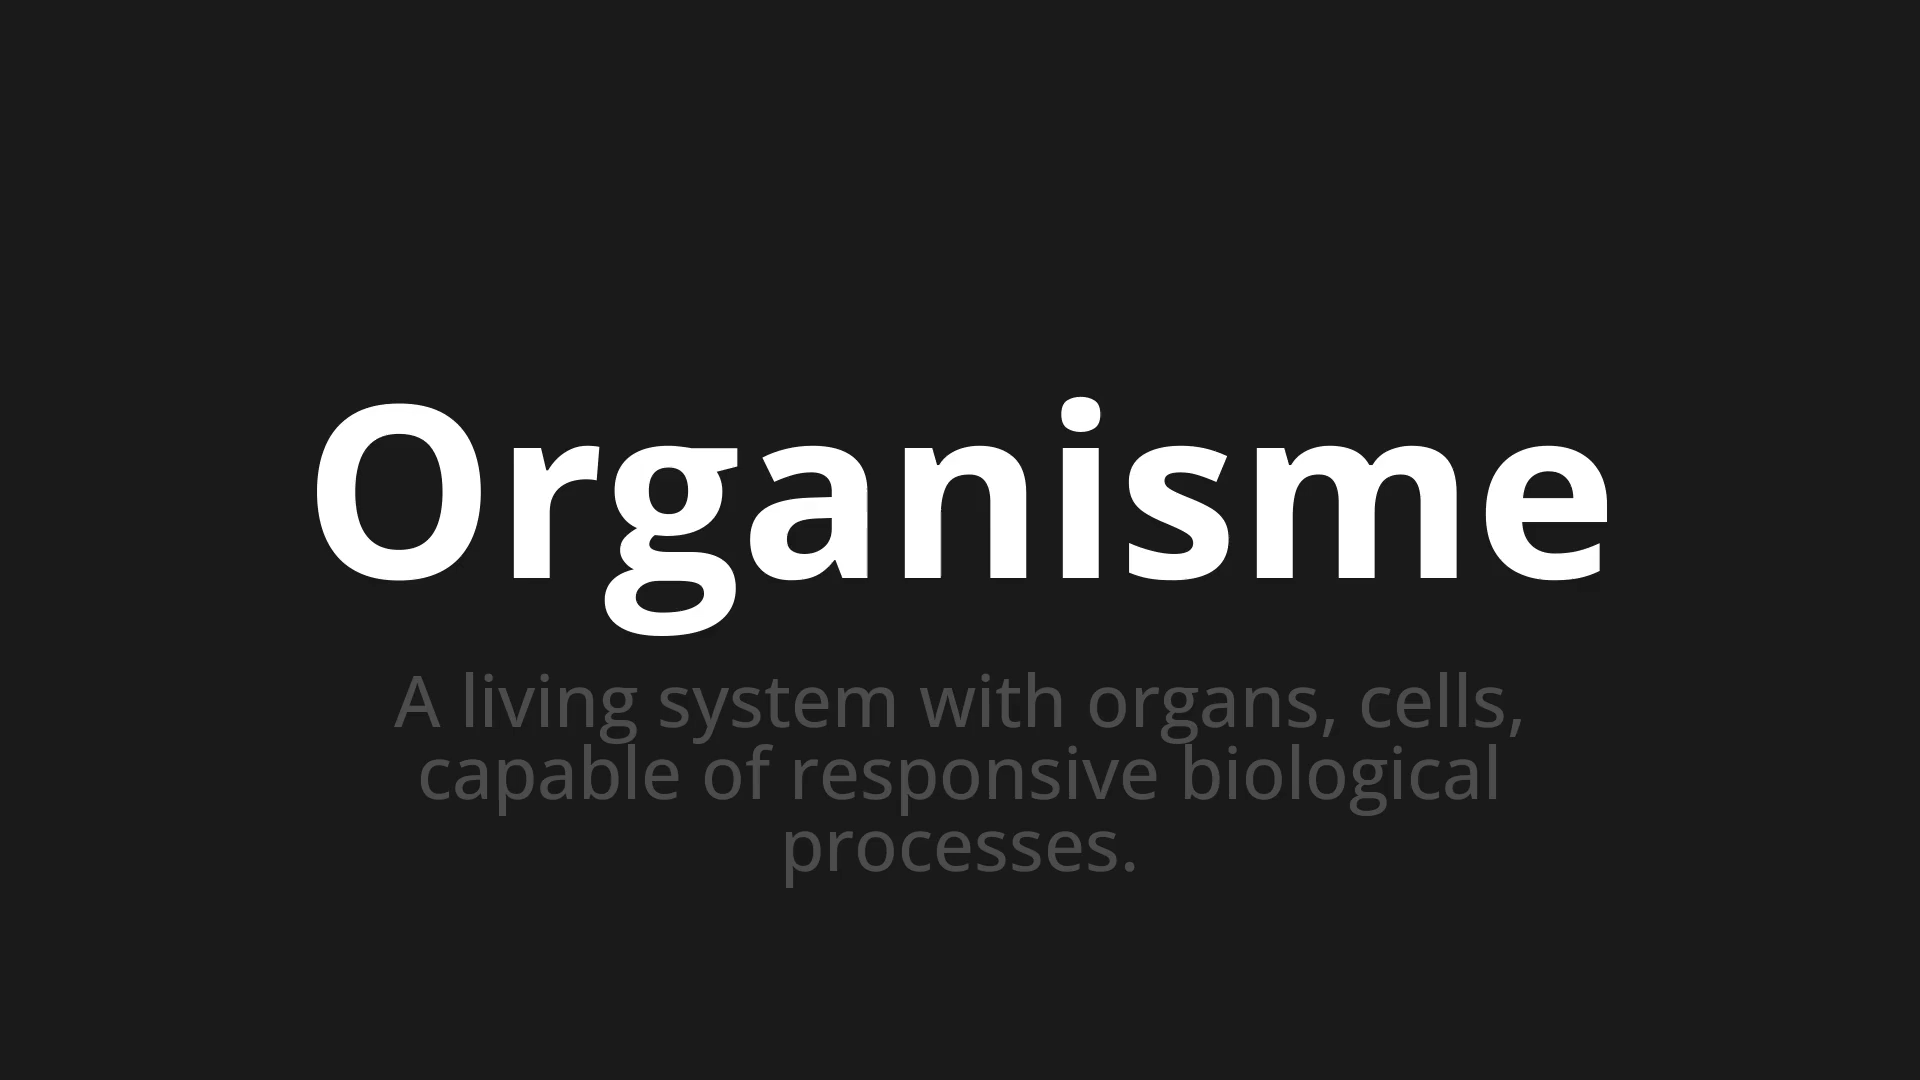 Organisme
A living system with organs, cells,
capable of responsive biological
processes.